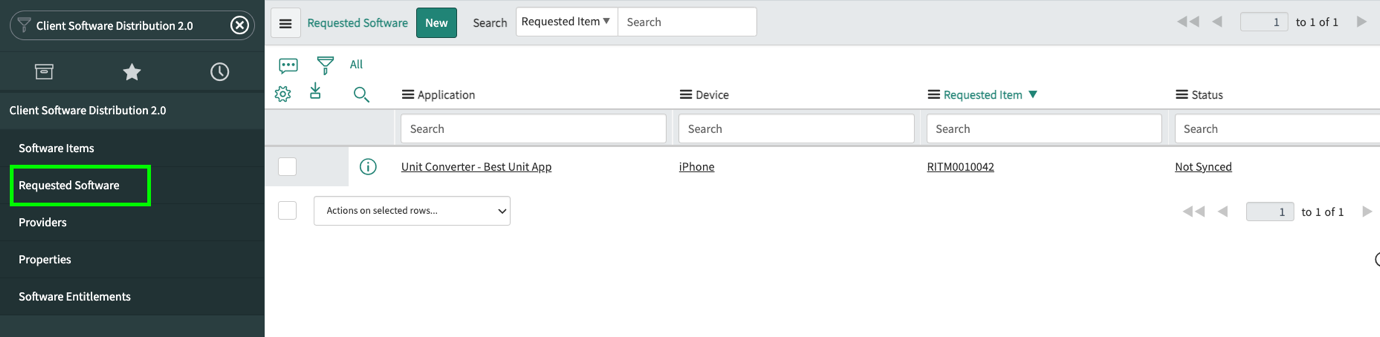 Client Software Distribution 2.0
Requested Software New Search Requested Item Search 1 to 1 of 1
All
Client Software Distribution 2.0
Software Items
Requested Software
Providers
Properties
Software Entitlements
Application Device Requested Item Status
Search Search Search Search
Unit Converter - Best Unit App iPhone RITM0010042 Not Synced
Actions on selected rows... 1 to 1 of 1